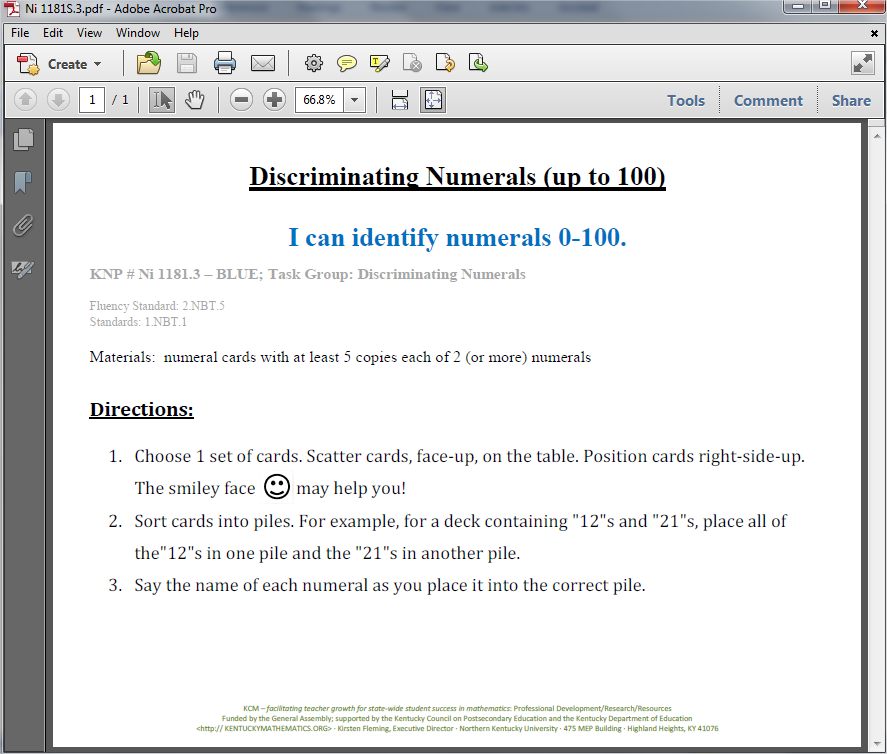 Ni 1181S.3.pdf - Adobe Acrobat Pro
File Edit View Window Help
Create
1 / 1 66.8% Tools Comment Share
Discriminating Numerals (up to 100)
I can identify numerals 0-100.
KNP # Ni 1181.3 – BLUE; Task Group: Discriminating Numerals
Fluency Standard: 2.NBT.5
Standards: 1.NBT.1
Materials: numeral cards with at least 5 copies each of 2 (or more) numerals
Directions:
1. Choose 1 set of cards. Scatter cards, face-up, on the table. Position cards right-side-up.
The smiley face may help you!
2. Sort cards into piles. For example, for a deck containing "12"s and "21"s, place all of
the"12"s in one pile and the "21"s in another pile.
3. Say the name of each numeral as you place it into the correct pile.
KCM – facilitating teacher growth for state-wide student success in mathematics: Professional Development/Research/Resources
Funded by the General Assembly; supported by the Kentucky Council on Postsecondary Education and the Kentucky Department of Education
<http:// KENTUCKYMATHEMATICS.ORG> · Kirsten Fleming, Executive Director · Northern Kentucky University · 475 MEP Building · Highland Heights, KY 41076